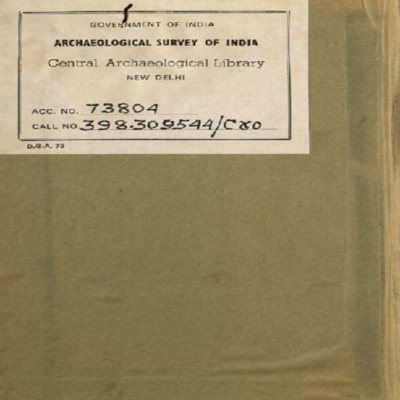 GOVERNMENT OF INDIA
ARCHAEOLOGICAL SURVEY OF INDIA
Central Archaeological Library
NEW DELHI
ACC. NO. 73804
CALL NO. 398.309544/Cro
D.G.A. 79